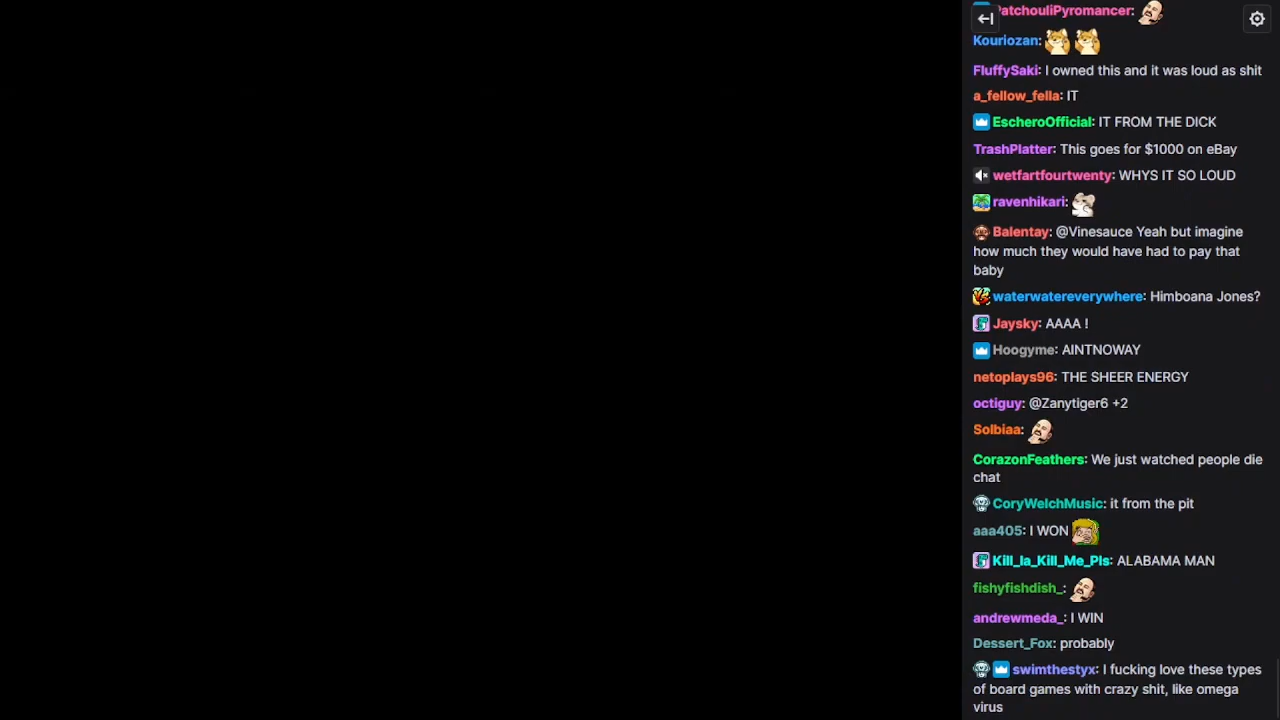 PatchouliPyromancer:
Kouriozan:
FluffySaki: I owned this and it was loud as shit
a_fellow_fella: IT
EscheroOfficial: IT FROM THE DICK
TrashPlatter: This goes for $1000 on eBay
wetfartfourtwenty: WHYS IT SO LOUD
ravenhikari:
Balentay: @Vinesauce Yeah but imagine
how much they would have had to pay that
baby
waterwatereverywhere: Himboana Jones?
Jaysky: AAAA !
Hoogyme: AINTNOWAY
netoplays96: THE SHEER ENERGY
octiguy: @Zanytiger6 +2
Solbiaa:
CorazonFeathers: We just watched people die
chat
CoryWelchMusic: it from the pit
aaa405: I WON
Kill_la_Kill_Me_Pls: ALABAMA MAN
fishyfishdish_:
andrewmeda_: I WIN
Dessert_Fox: probably
swimthestyx: I fucking love these types
of board games with crazy shit, like omega
virus